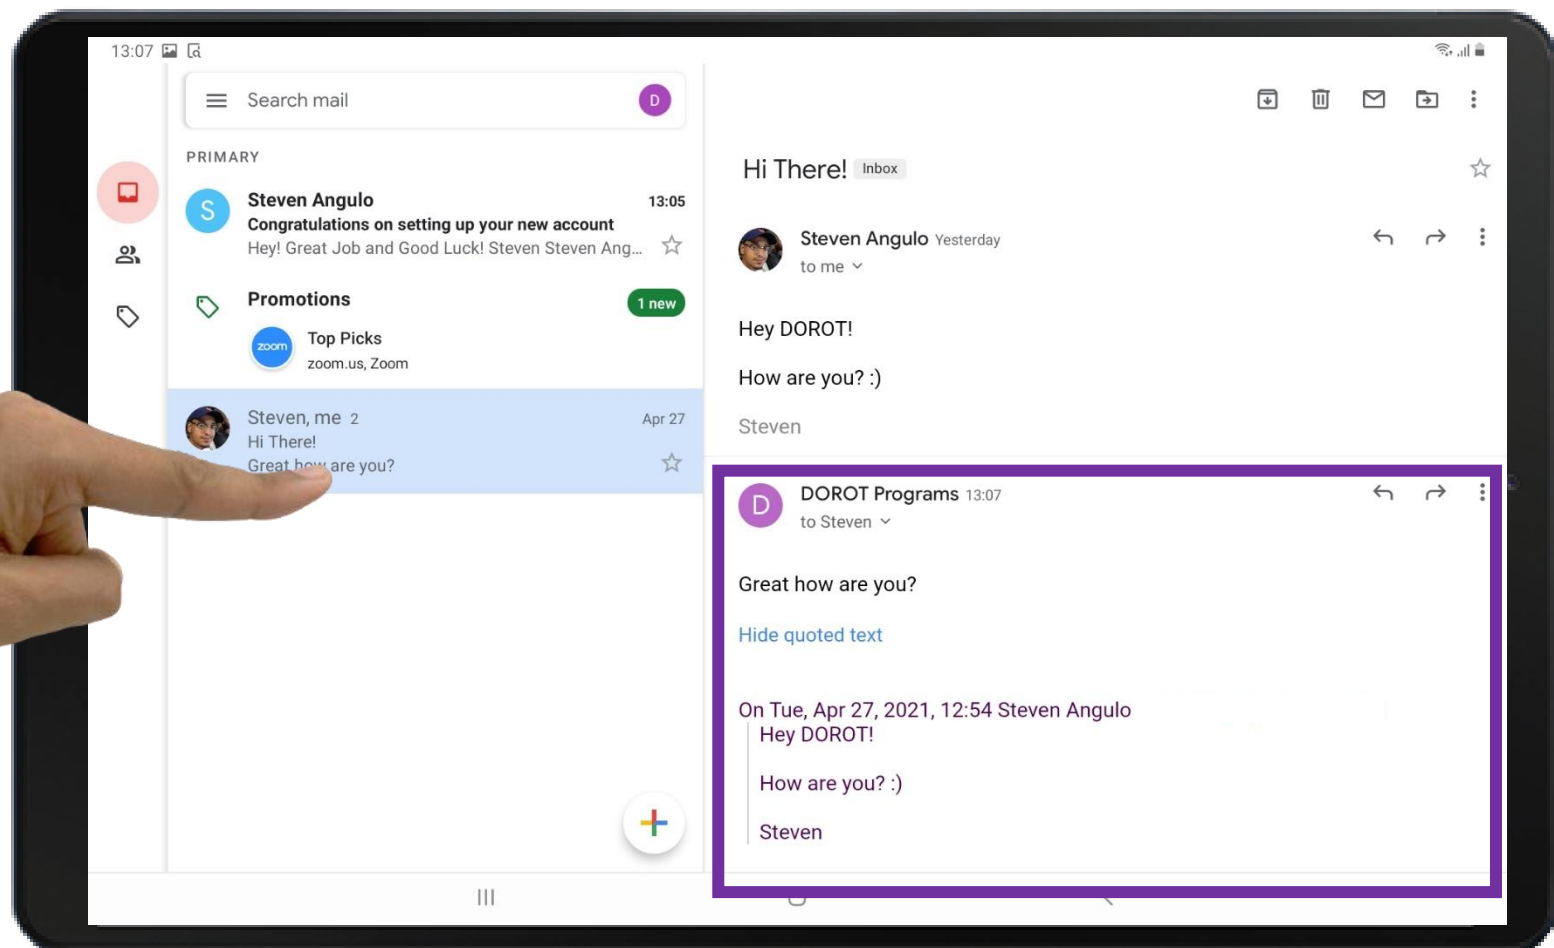 13:07
Search mail
D
PRIMARY
S
Steven Angulo 13:05
Congratulations on setting up your new account
Hey! Great Job and Good Luck! Steven Steven Ang...
Promotions 1 new
zoom
Top Picks
zoom.us, Zoom
Steven, me 2 Apr 27
Hi There!
Great how are you?
Hi There! Inbox
Steven Angulo Yesterday
to me
Hey DOROT!
How are you? :)
Steven
D
DOROT Programs 13:07
to Steven
Great how are you?
Hide quoted text
On Tue, Apr 27, 2021, 12:54 Steven Angulo
Hey DOROT!
How are you? :)
Steven